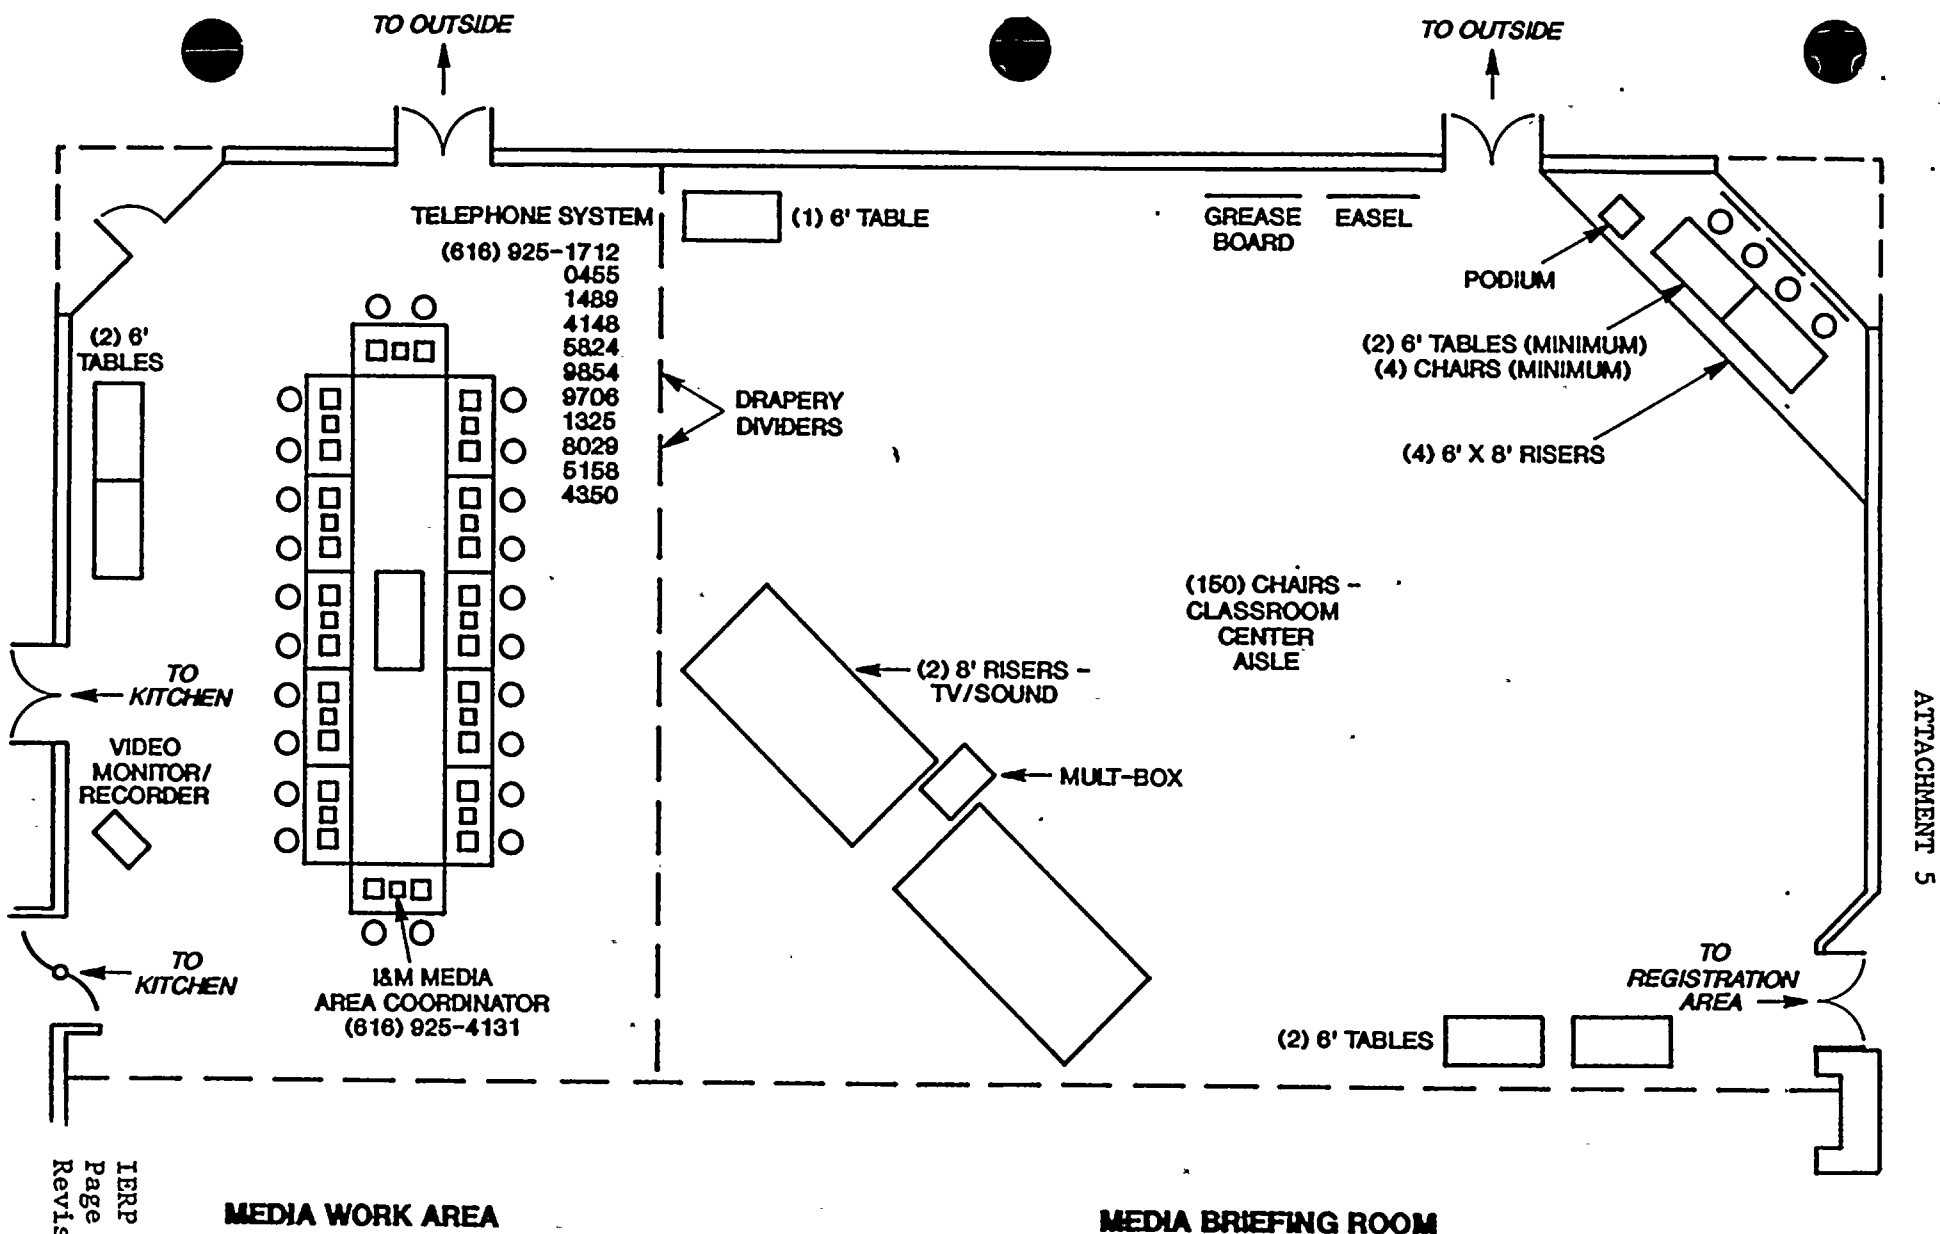 TO OUTSIDE
TO OUTSIDE
TELEPHONE SYSTEM
(616) 925-1712
0455
1489
4148
5824
9854
9706
1325
8029
5158
4350
(1) 6' TABLE
GREASE
BOARD
EASEL
PODIUM
(2) 6' TABLES (MINIMUM)
(4) CHAIRS (MINIMUM)
(4) 6' X 8' RISERS
(2) 6'
TABLES
DRAPERY
DIVIDERS
(150) CHAIRS -
CLASSROOM
CENTER
AISLE
TO
KITCHEN
(2) 8' RISERS -
TV/SOUND
VIDEO
MONITOR/
RECORDER
MULT-BOX
ATTACHMENT 5
TO
KITCHEN
I&M MEDIA
AREA COORDINATOR
(616) 925-4131
TO
REGISTRATION
AREA
(2) 6' TABLES
IERP
Page
MEDIA WORK AREA
MEDIA BRIEFING ROOM